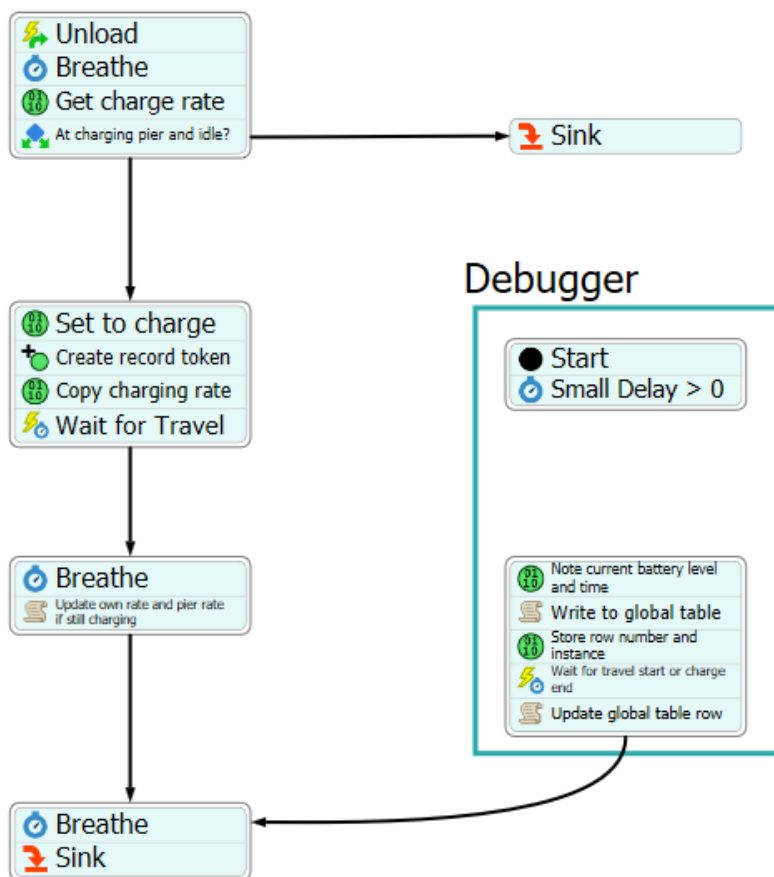 Unload
Breathe
Get charge rate
At charging pier and idle?
Sink
Debugger
Set to charge
Create record token
Copy charging rate
Wait for Travel
Start
Small Delay > 0
Breathe
Update own rate and pier rate
if still charging
Note current battery level
and time
Write to global table
Store row number and
instance
Wait for travel start or charge
end
Update global table row
Breathe
Sink